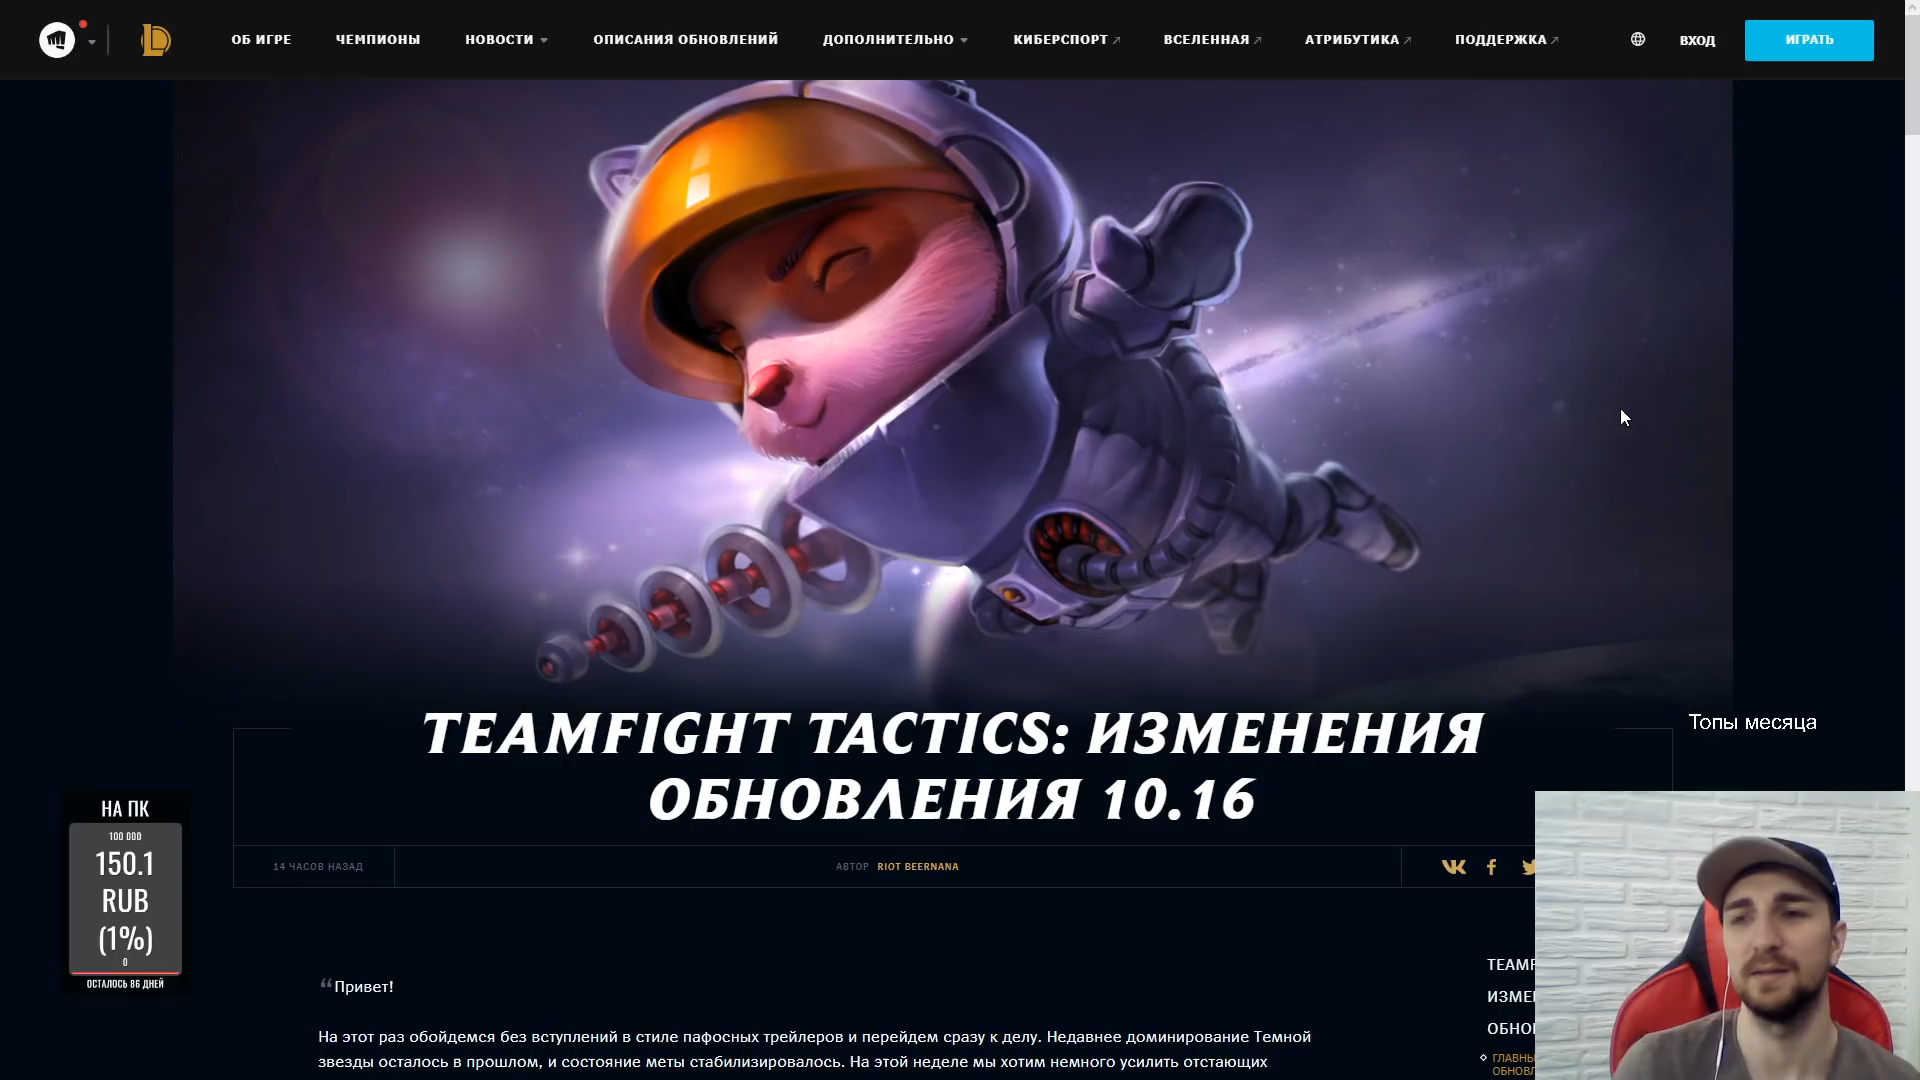 ОБ ИГРЕ ЧЕМПИОНЫ НОВОСТИ ОПИСАНИЯ ОБНОВЛЕНИЙ ДОПОЛНИТЕЛЬНО КИБЕРСПОРТ ВСЕЛЕННАЯ АТРИБУТИКА ПОДДЕРЖКА ВХОД ИГРАТЬ
TEAMFIGHT TACTICS: ИЗМЕНЕНИЯ
ОБНОВЛЕНИЯ 10.16
Топы месяца
НА ПК
100 000
150.1
RUB
(1%)
0
ОСТАЛОСЬ 86 ДНЕЙ
14 ЧАСОВ НАЗАД
АВТОР RIOT BEERNANA
“Привет!
На этот раз обойдемся без вступлений в стиле пафосных трейлеров и перейдем сразу к делу. Недавнее доминирование Темной
звезды осталось в прошлом, и состояние меты стабилизировалось. На этой неделе мы хотим немного усилить отстающих